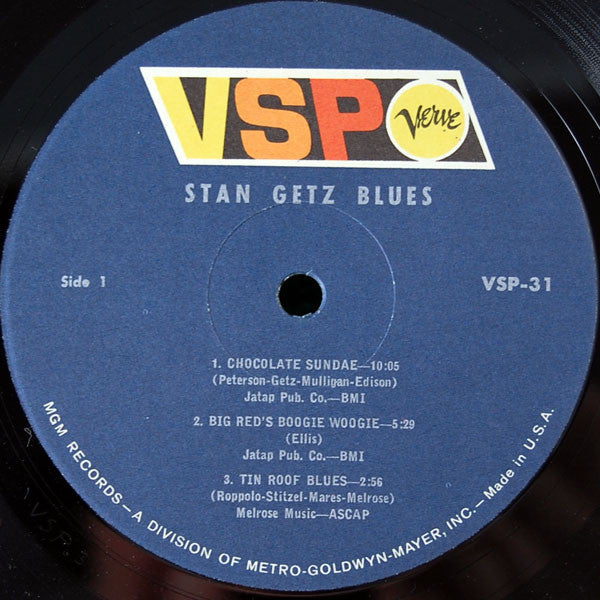 VSP Verve
STAN GETZ BLUES
Side 1
VSP-31
1. CHOCOLATE SUNDAE—10:05
(Peterson-Getz-Mulligan-Edison)
Jatap Pub. Co.—BMI
2. BIG RED'S BOOGIE WOOGIE—5:29
(Ellis)
Jatap Pub. Co.—BMI
3. TIN ROOF BLUES—2:56
(Roppolo-Stitzel-Mares-Melrose)
Melrose Music—ASCAP
MGM RECORDS—A DIVISION OF METRO-GOLDWYN-MAYER, INC.—Made in U.S.A.